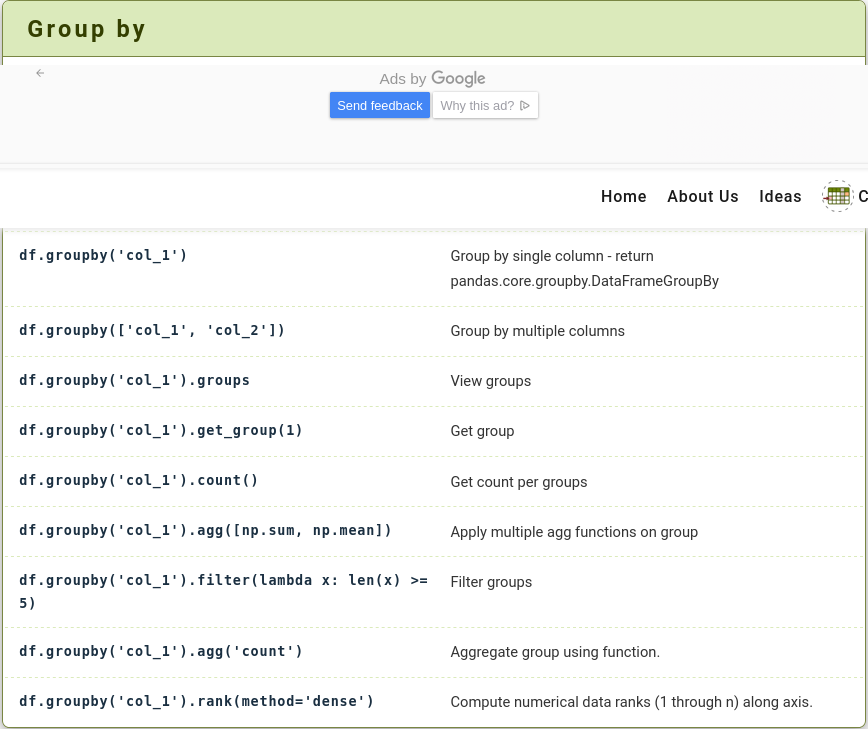 Group by
Ads by Google
Send feedback
Why this ad?
Home About Us Ideas C
df.groupby('col_1')
Group by single column - return
pandas.core.groupby.DataFrameGroupBy
df.groupby(['col_1', 'col_2'])
Group by multiple columns
df.groupby('col_1').groups
View groups
df.groupby('col_1').get_group(1)
Get group
df.groupby('col_1').count()
Get count per groups
df.groupby('col_1').agg([np.sum, np.mean])
Apply multiple agg functions on group
df.groupby('col_1').filter(lambda x: len(x) >=
5)
Filter groups
df.groupby('col_1').agg('count')
Aggregate group using function.
df.groupby('col_1').rank(method='dense')
Compute numerical data ranks (1 through n) along axis.